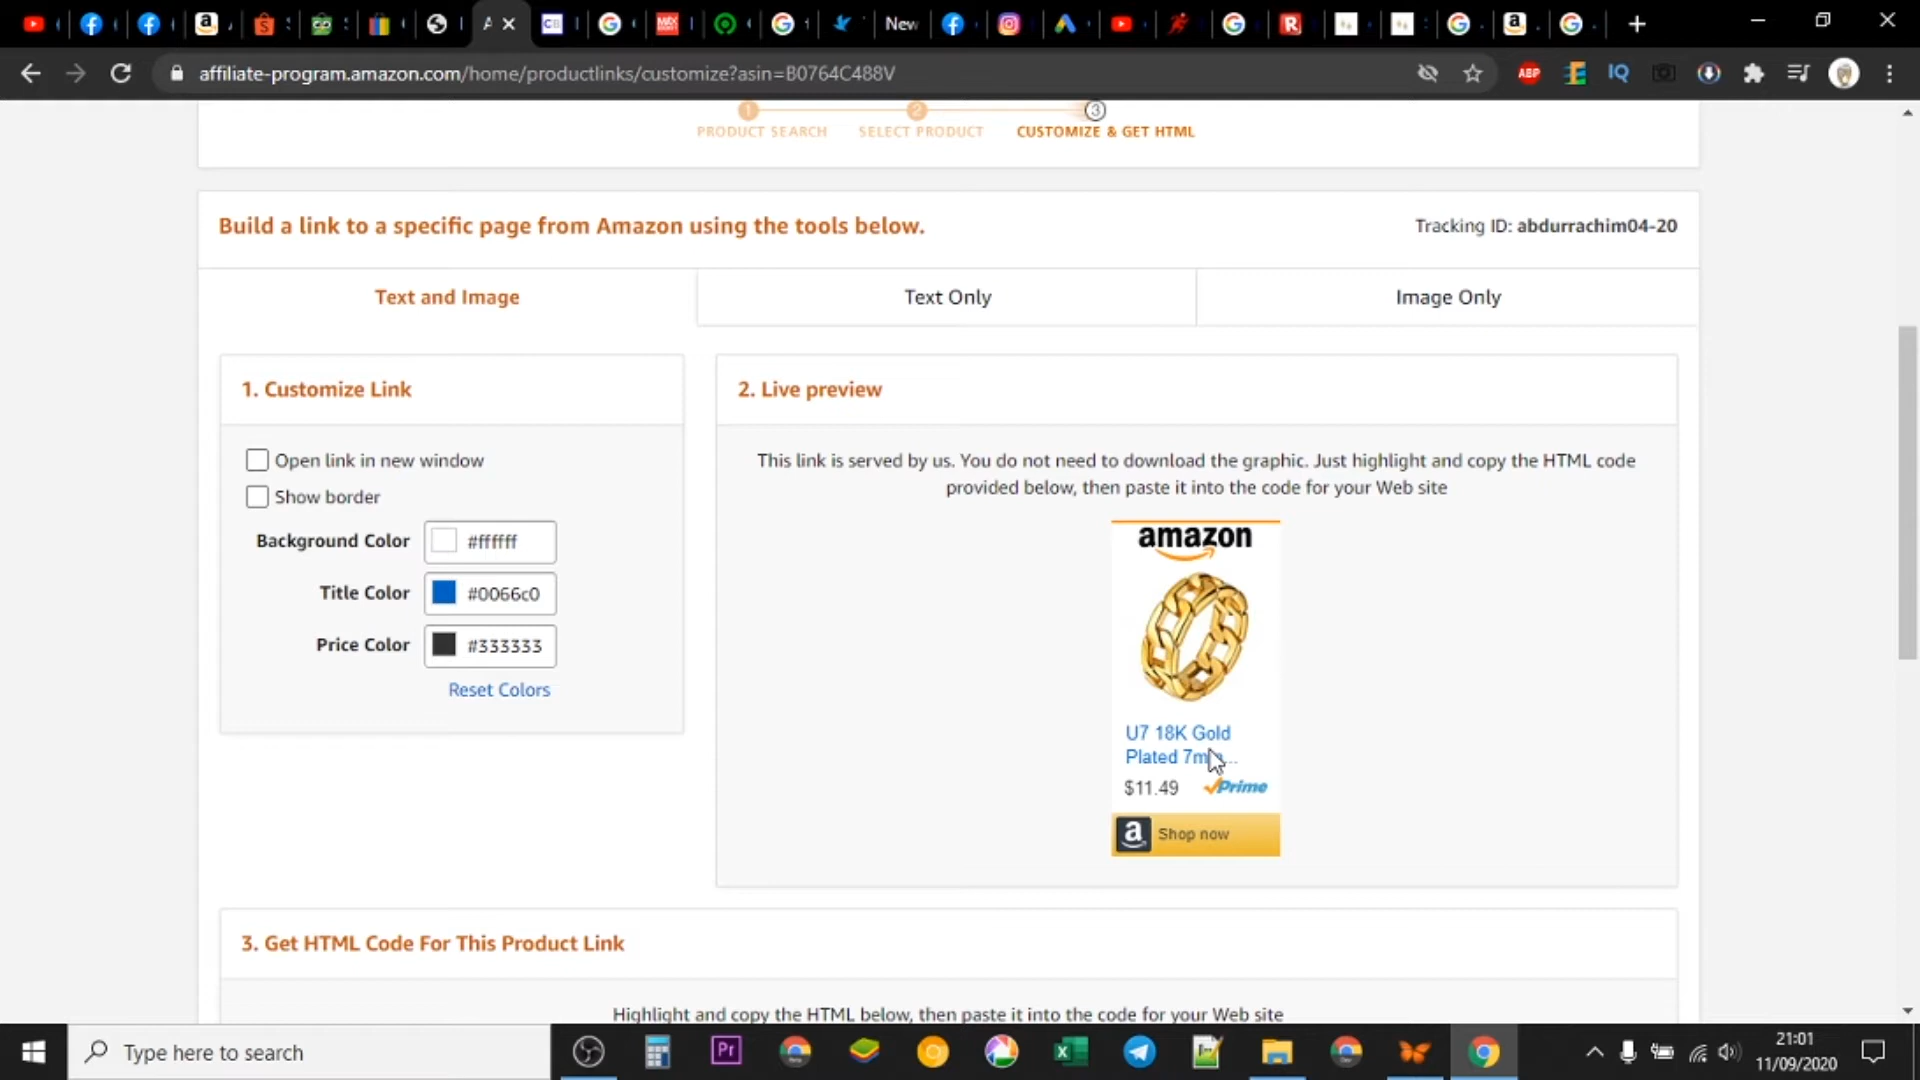 New
affiliate-program.amazon.com/home/productlinks/customize?asin=B0764C488V
ABP
IQ
1
2
3
PRODUCT SEARCH
SELECT PRODUCT
CUSTOMIZE & GET HTML
Build a link to a specific page from Amazon using the tools below.
Tracking ID: abdurrachim04-20
Text and Image
Text Only
Image Only
1. Customize Link
2. Live preview
Open link in new window
Show border
Background Color
#ffffff
Title Color
#0066c0
Price Color
#333333
Reset Colors
This link is served by us. You do not need to download the graphic. Just highlight and copy the HTML code
provided below, then paste it into the code for your Web site
amazon
U7 18K Gold
Plated 7m...
$11.49
Prime
a
Shop now
3. Get HTML Code For This Product Link
Highlight and copy the HTML below, then paste it into the code for your Web site
Type here to search
Pr
21:01
11/09/2020